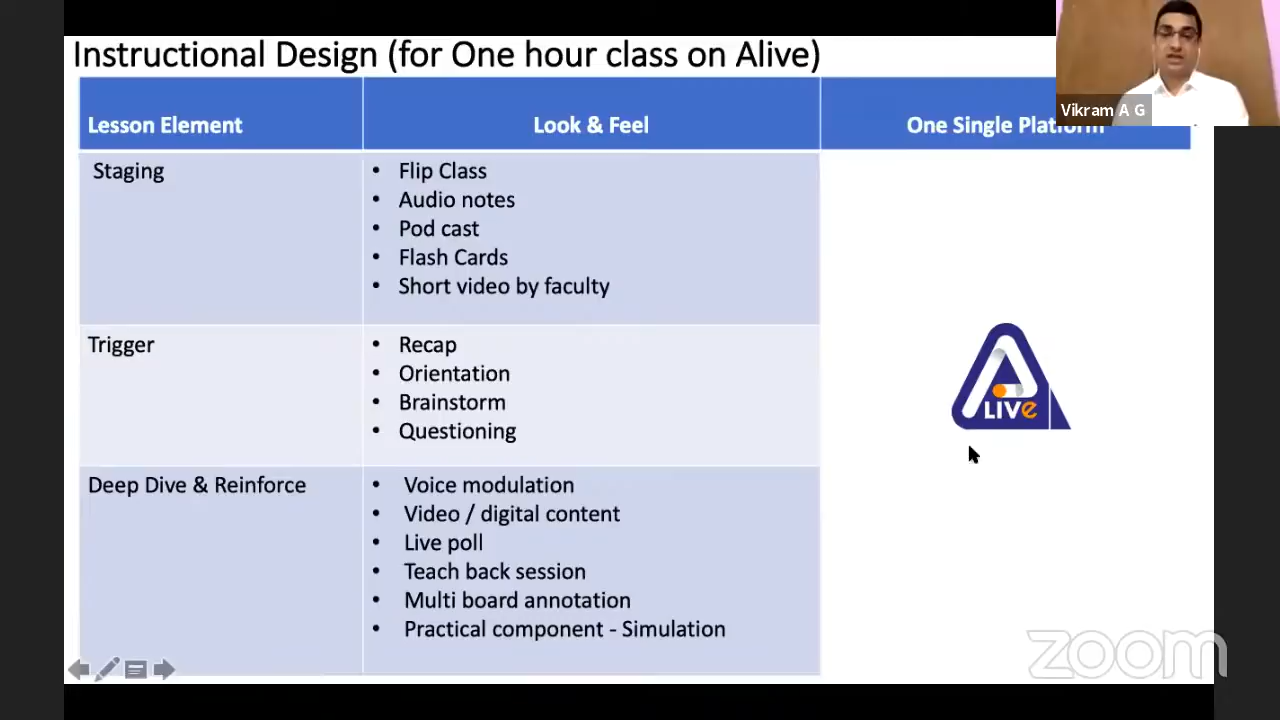 Instructional Design (for One hour class on Alive)
Vikram A G
Lesson Element
Look & Feel
One Single Platform
Staging
• Flip Class
• Audio notes
• Pod cast
• Flash Cards
• Short video by faculty
Trigger
• Recap
• Orientation
• Brainstorm
• Questioning
Deep Dive & Reinforce
• Voice modulation
• Video / digital content
• Live poll
• Teach back session
• Multi board annotation
• Practical component - Simulation
LIVe
zoom